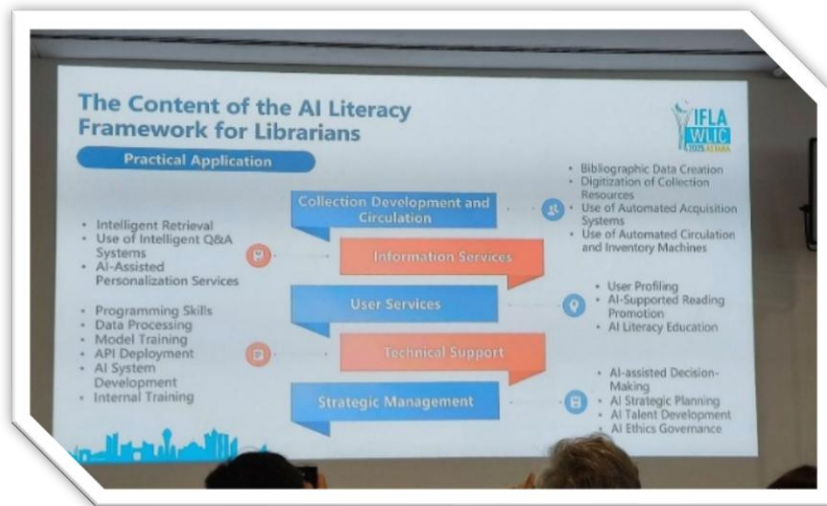 The Content of the AI Literacy
Framework for Librarians
Practical Application
IFLA
WLIC
2025 ASTANA
Collection Development and
Circulation
• Bibliographic Data Creation
• Digitization of Collection
Resources
• Use of Automated Acquisition
Systems
• Use of Automated Circulation
and Inventory Machines
• Intelligent Retrieval
• Use of Intelligent Q&A
Systems
• AI-Assisted
Personalization Services
Information Services
User Services
• User Profiling
• AI-Supported Reading
Promotion
• AI Literacy Education
• Programming Skills
• Data Processing
• Model Training
• API Deployment
• AI System
Development
• Internal Training
Technical Support
Strategic Management
• AI-assisted Decision-
Making
• AI Strategic Planning
• AI Talent Development
• AI Ethics Governance